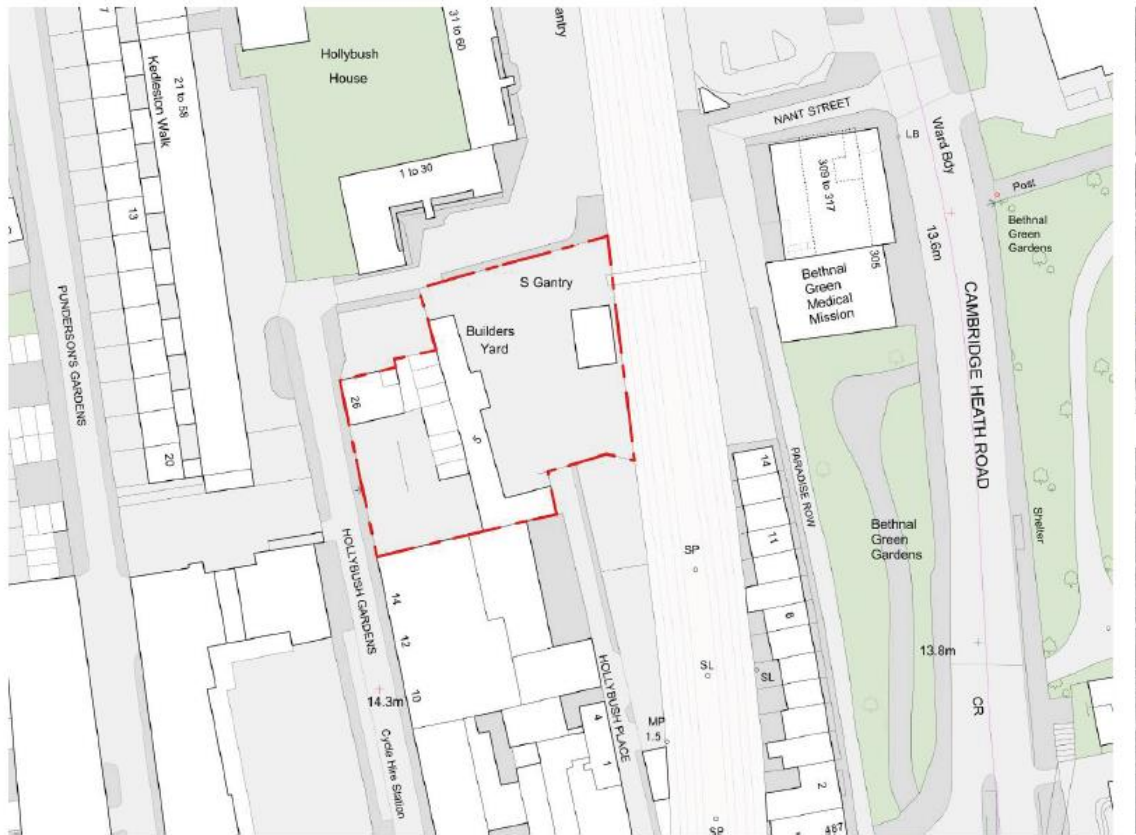 7
31 to 60
antry
Hollybush
House
Kedleston Walk
21 to 58
NANT STREET
LB
Ward Bdy
309 to 317
Post
Bethnal
Green
Gardens
1 to 30
13
13.6m
305
Bethnal
Green
Medical
Mission
S Gantry
PUNDERSON'S GARDENS
Builders
Yard
CAMBRIDGE HEATH ROAD
26
20
14
PARADISE ROW
Shelter
11
Bethnal
Green
Gardens
HOLLYBUSH GARDENS
14
12
10
6
13.8m
SL
SL
14.3m
HOLLYBUSH PLACE
CR
MP
1.5
4
1
Cycle Hire Station
2
SP
487